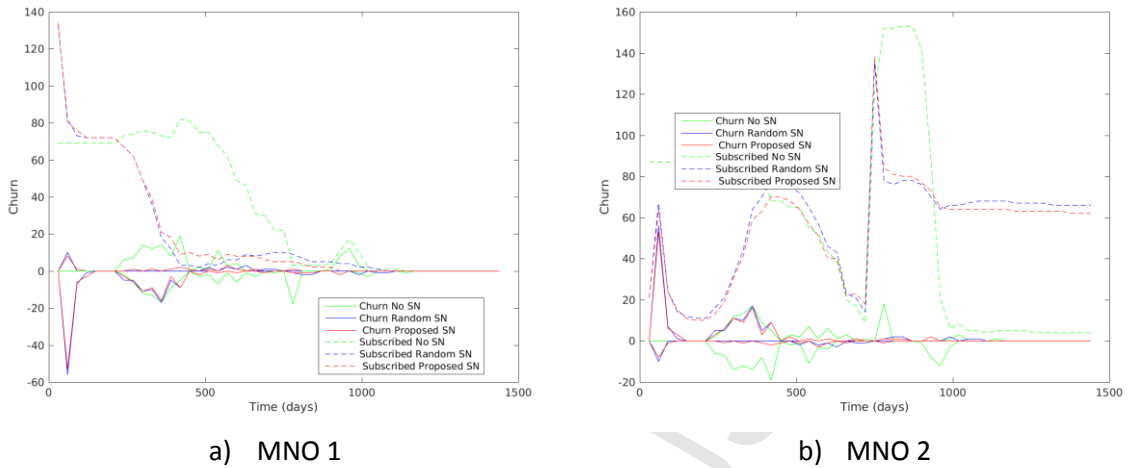 140
120
100
80
60
40
20
0
-20
-40
-60
Churn
0
500
1000
1500
Time (days)
Churn No SN
Churn Random SN
Churn Proposed SN
Subscribed No SN
Subscribed Random SN
Subscribed Proposed SN
a) MNO 1
160
140
120
100
80
60
40
20
0
-20
Churn
0
500
1000
1500
Time (days)
Churn No SN
Churn Random SN
Churn Proposed SN
Subscribed No SN
Subscribed Random SN
Subscribed Proposed SN
b) MNO 2